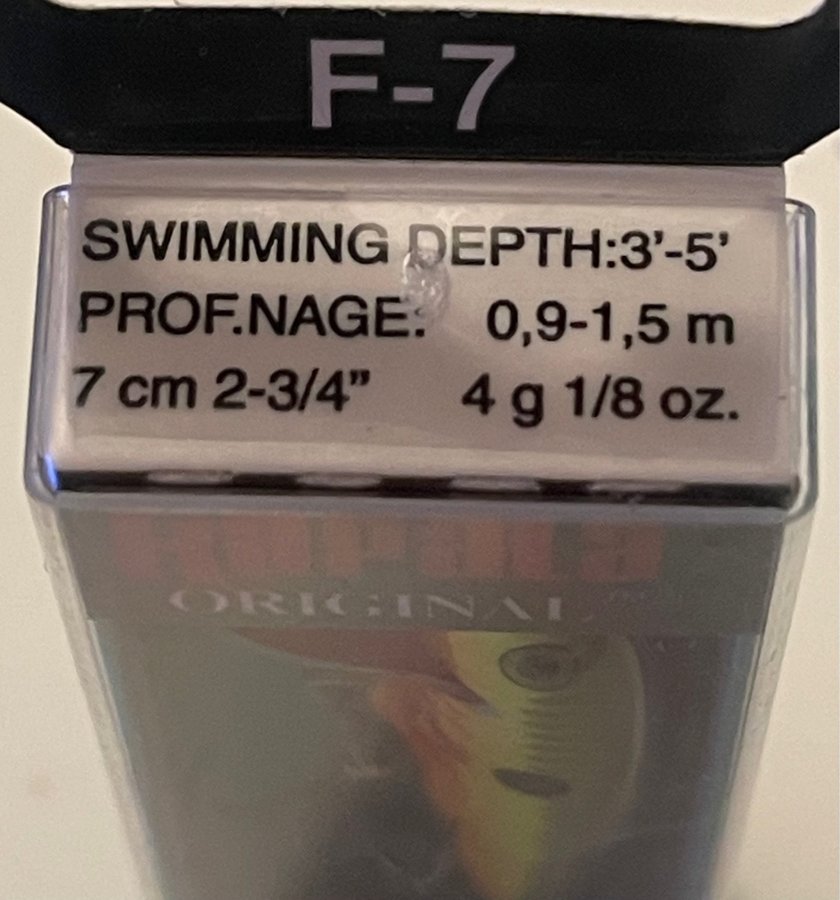 F-7
SWIMMING DEPTH:3'-5'
PROF.NAGE: 0,9-1,5 m
7 cm 2-3/4" 4 g 1/8 oz.
Rapala
ORIGINAL